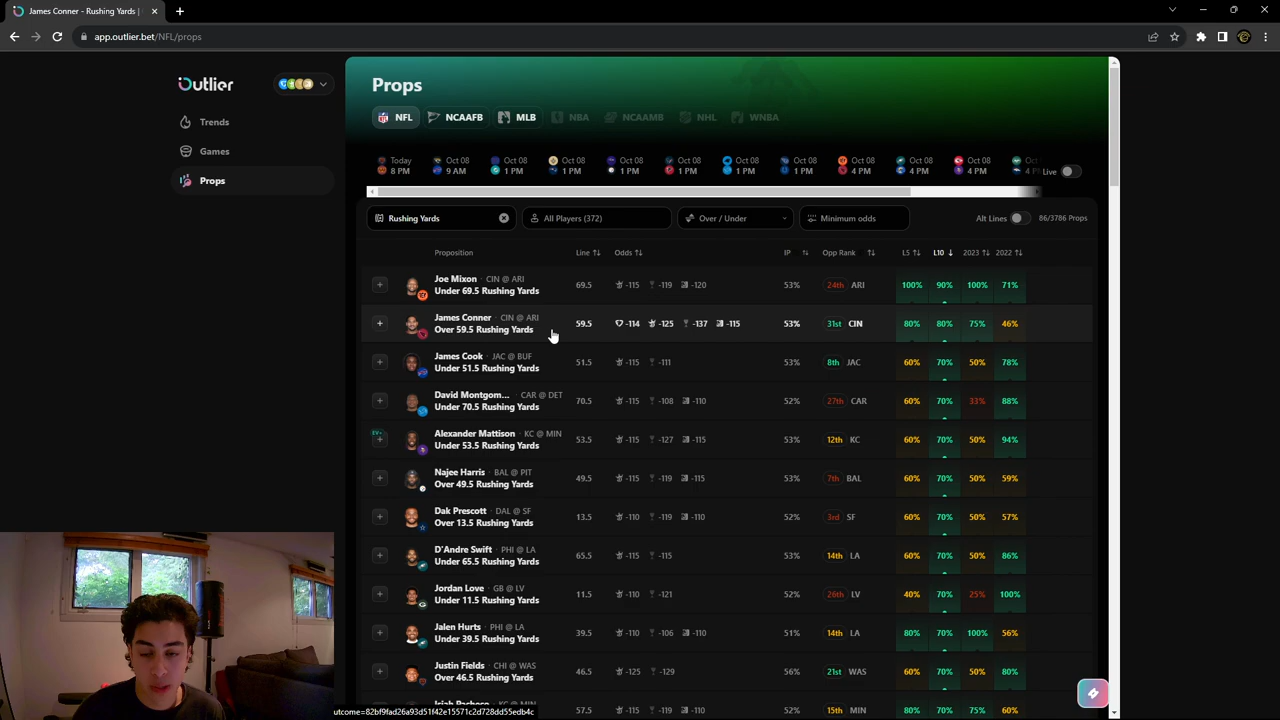 James Conner - Rushing Yards |
app.outlier.bet/NFL/props
Outlier
Trends
Games
Props
Props
NFL NCAAFB MLB NBA NCAAMB NHL WNBA
Today Oct 08 Oct 08 Oct 08 Oct 08 Oct 08 Oct 08 Oct 08 Oct 08 Oct 08 Oct 08 Oct
8 PM 9 AM 1 PM 1 PM 1 PM 1 PM 1 PM 1 PM 4 PM 4 PM 4 PM Live
Rushing Yards All Players (372) Over / Under Minimum odds Alt Lines 86/3786 Props
Proposition Line Odds IP Opp Rank L5 L10 2023 2022
Joe Mixon · CIN @ ARI
Under 69.5 Rushing Yards 69.5 -115 -119 -120 53% 24th ARI 100% 90% 100% 71%
James Conner · CIN @ ARI
Over 59.5 Rushing Yards 59.5 -114 -125 -137 -115 53% 31st CIN 80% 80% 75% 46%
James Cook · JAC @ BUF
Under 51.5 Rushing Yards 51.5 -115 -111 53% 8th JAC 60% 70% 50% 78%
David Montgom... · CAR @ DET
Under 70.5 Rushing Yards 70.5 -115 -108 -110 52% 27th CAR 60% 70% 33% 88%
EV+
Alexander Mattison · KC @ MIN
Under 53.5 Rushing Yards 53.5 -115 -127 -115 53% 12th KC 60% 70% 50% 94%
Najee Harris · BAL @ PIT
Over 49.5 Rushing Yards 49.5 -115 -119 -115 53% 7th BAL 60% 70% 50% 59%
Dak Prescott · DAL @ SF
Over 13.5 Rushing Yards 13.5 -110 -119 -110 52% 3rd SF 60% 70% 50% 57%
D'Andre Swift · PHI @ LA
Under 65.5 Rushing Yards 65.5 -115 -115 53% 14th LA 60% 70% 50% 86%
Jordan Love · GB @ LV
Under 11.5 Rushing Yards 11.5 -110 -121 52% 26th LV 40% 70% 25% 100%
Jalen Hurts · PHI @ LA
Under 39.5 Rushing Yards 39.5 -110 -106 -110 51% 14th LA 80% 70% 100% 56%
Justin Fields · CHI @ WAS
Over 46.5 Rushing Yards 46.5 -125 -129 56% 21st WAS 60% 70% 50% 80%
57.5 -110 -119 -110 52% 15th MIN 80% 70% 75% 60%
utcome=82bf9fad26a93d51f42e15571c2d728dd55edb4c